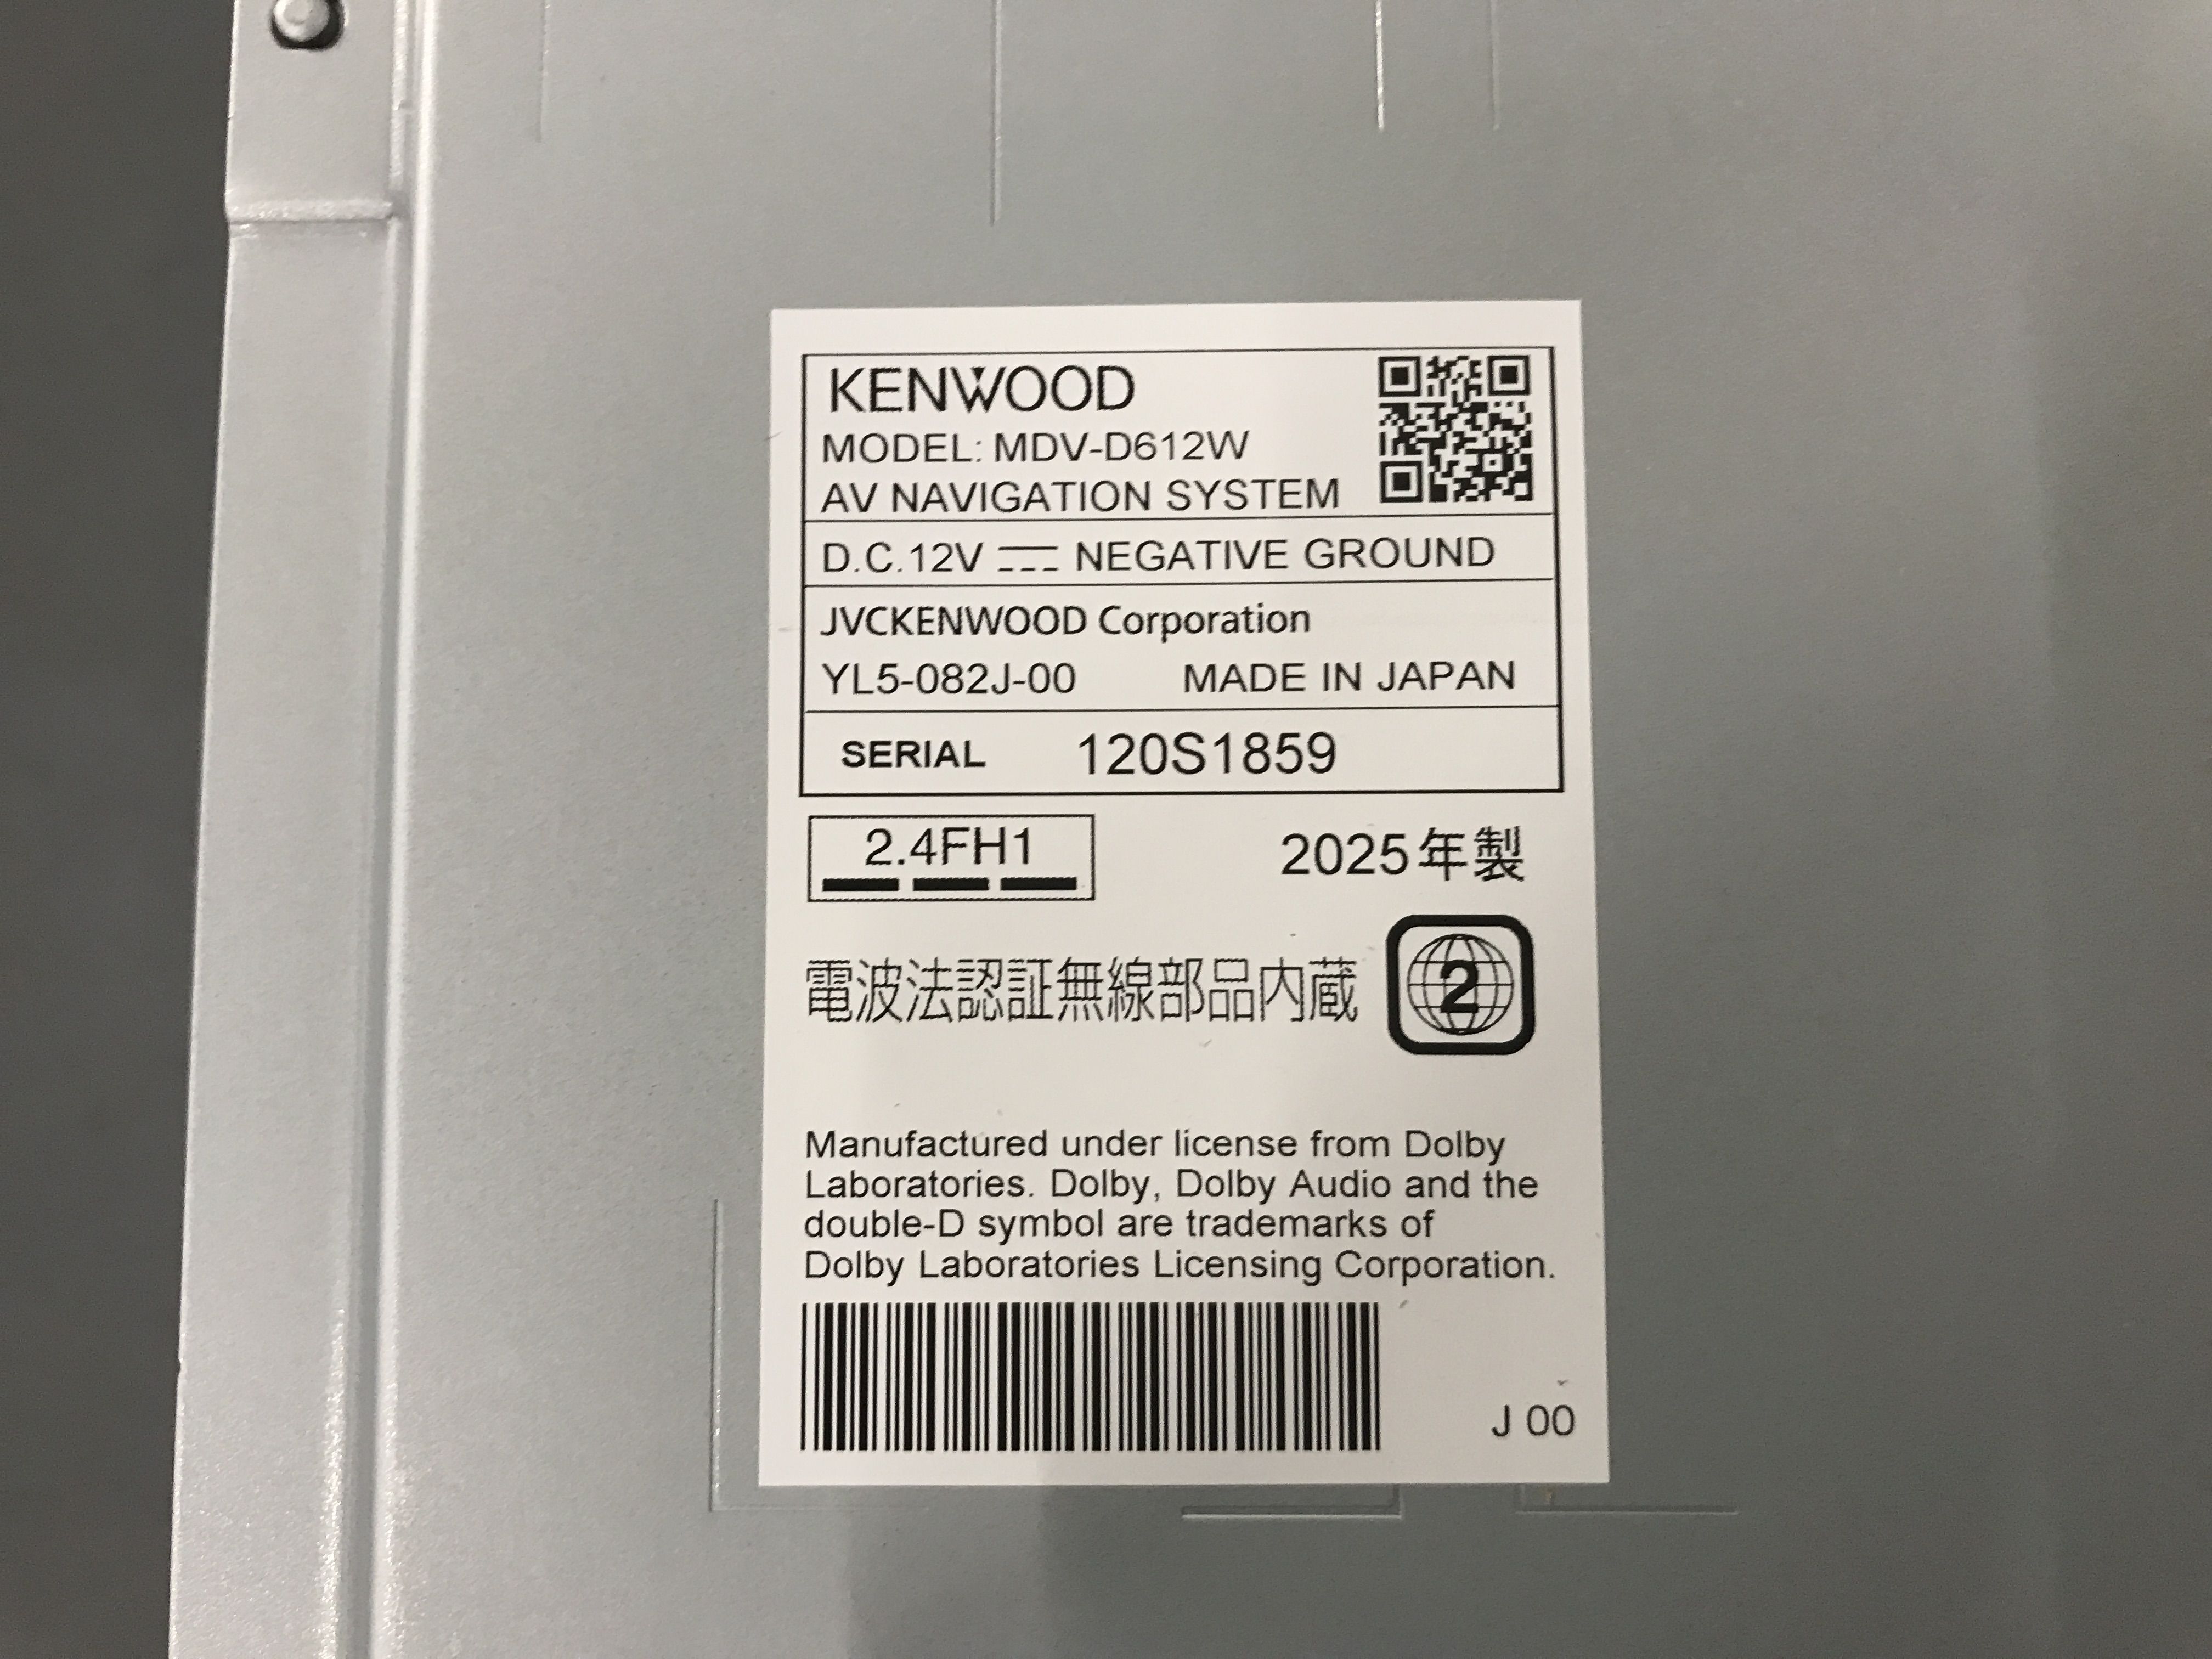 KENWOOD
MODEL: MDV-D612W
AV NAVIGATION SYSTEM
D.C.12V NEGATIVE GROUND
JVCKENWOOD Corporation
YL5-082J-00 MADE IN JAPAN
SERIAL 120S1859
2.4FH1 2025年製
電波法認証無線部品内蔵 2
Manufactured under license from Dolby
Laboratories. Dolby, Dolby Audio and the
double-D symbol are trademarks of
Dolby Laboratories Licensing Corporation.
J 00